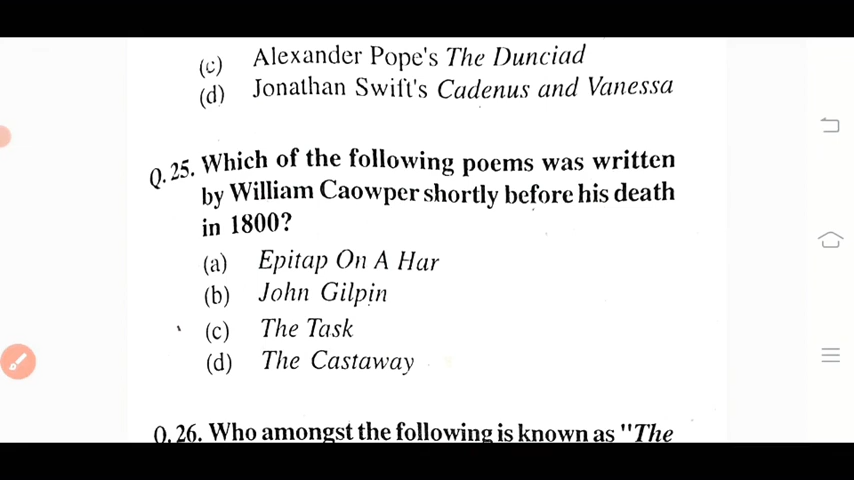 (c) Alexander Pope's The Dunciad
(d) Jonathan Swift's Cadenus and Vanessa
Q.25. Which of the following poems was written
by William Caowper shortly before his death
in 1800?
(a) Epitap On A Har
(b) John Gilpin
(c) The Task
(d) The Castaway
Q.26. Who amongst the following is known as "The